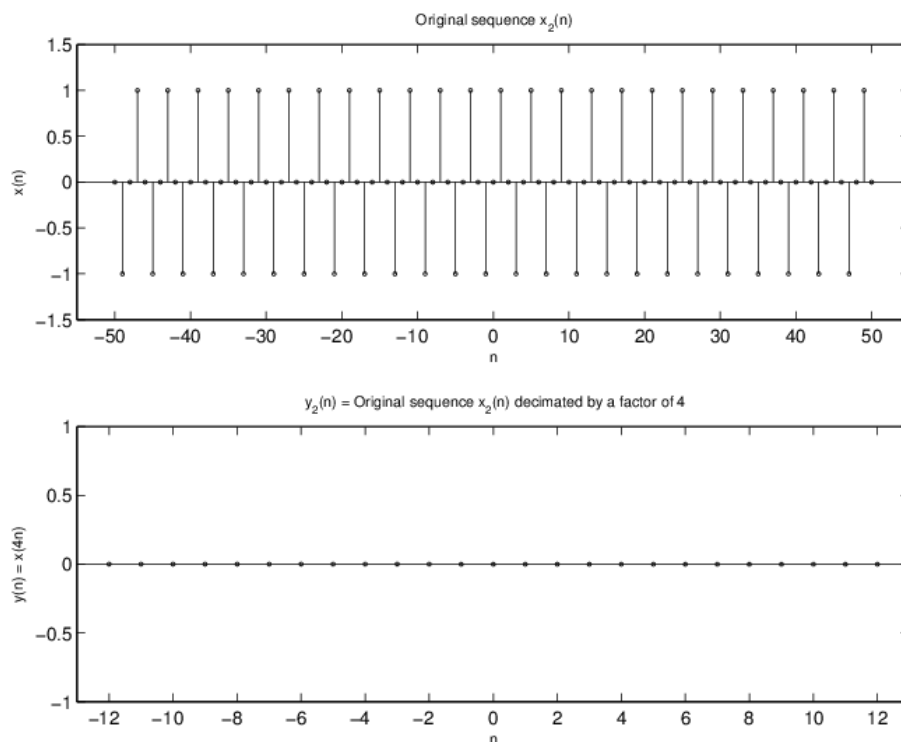 Original sequence x₂(n)
1.5
1
0.5
0
−0.5
−1
−1.5
x(n)
−50 −40 −30 −20 −10 0 10 20 30 40 50
n
y₂(n) = Original sequence x₂(n) decimated by a factor of 4
1
0.5
0
−0.5
−1
y(n) = x(4n)
−12 −10 −8 −6 −4 −2 0 2 4 6 8 10 12
n